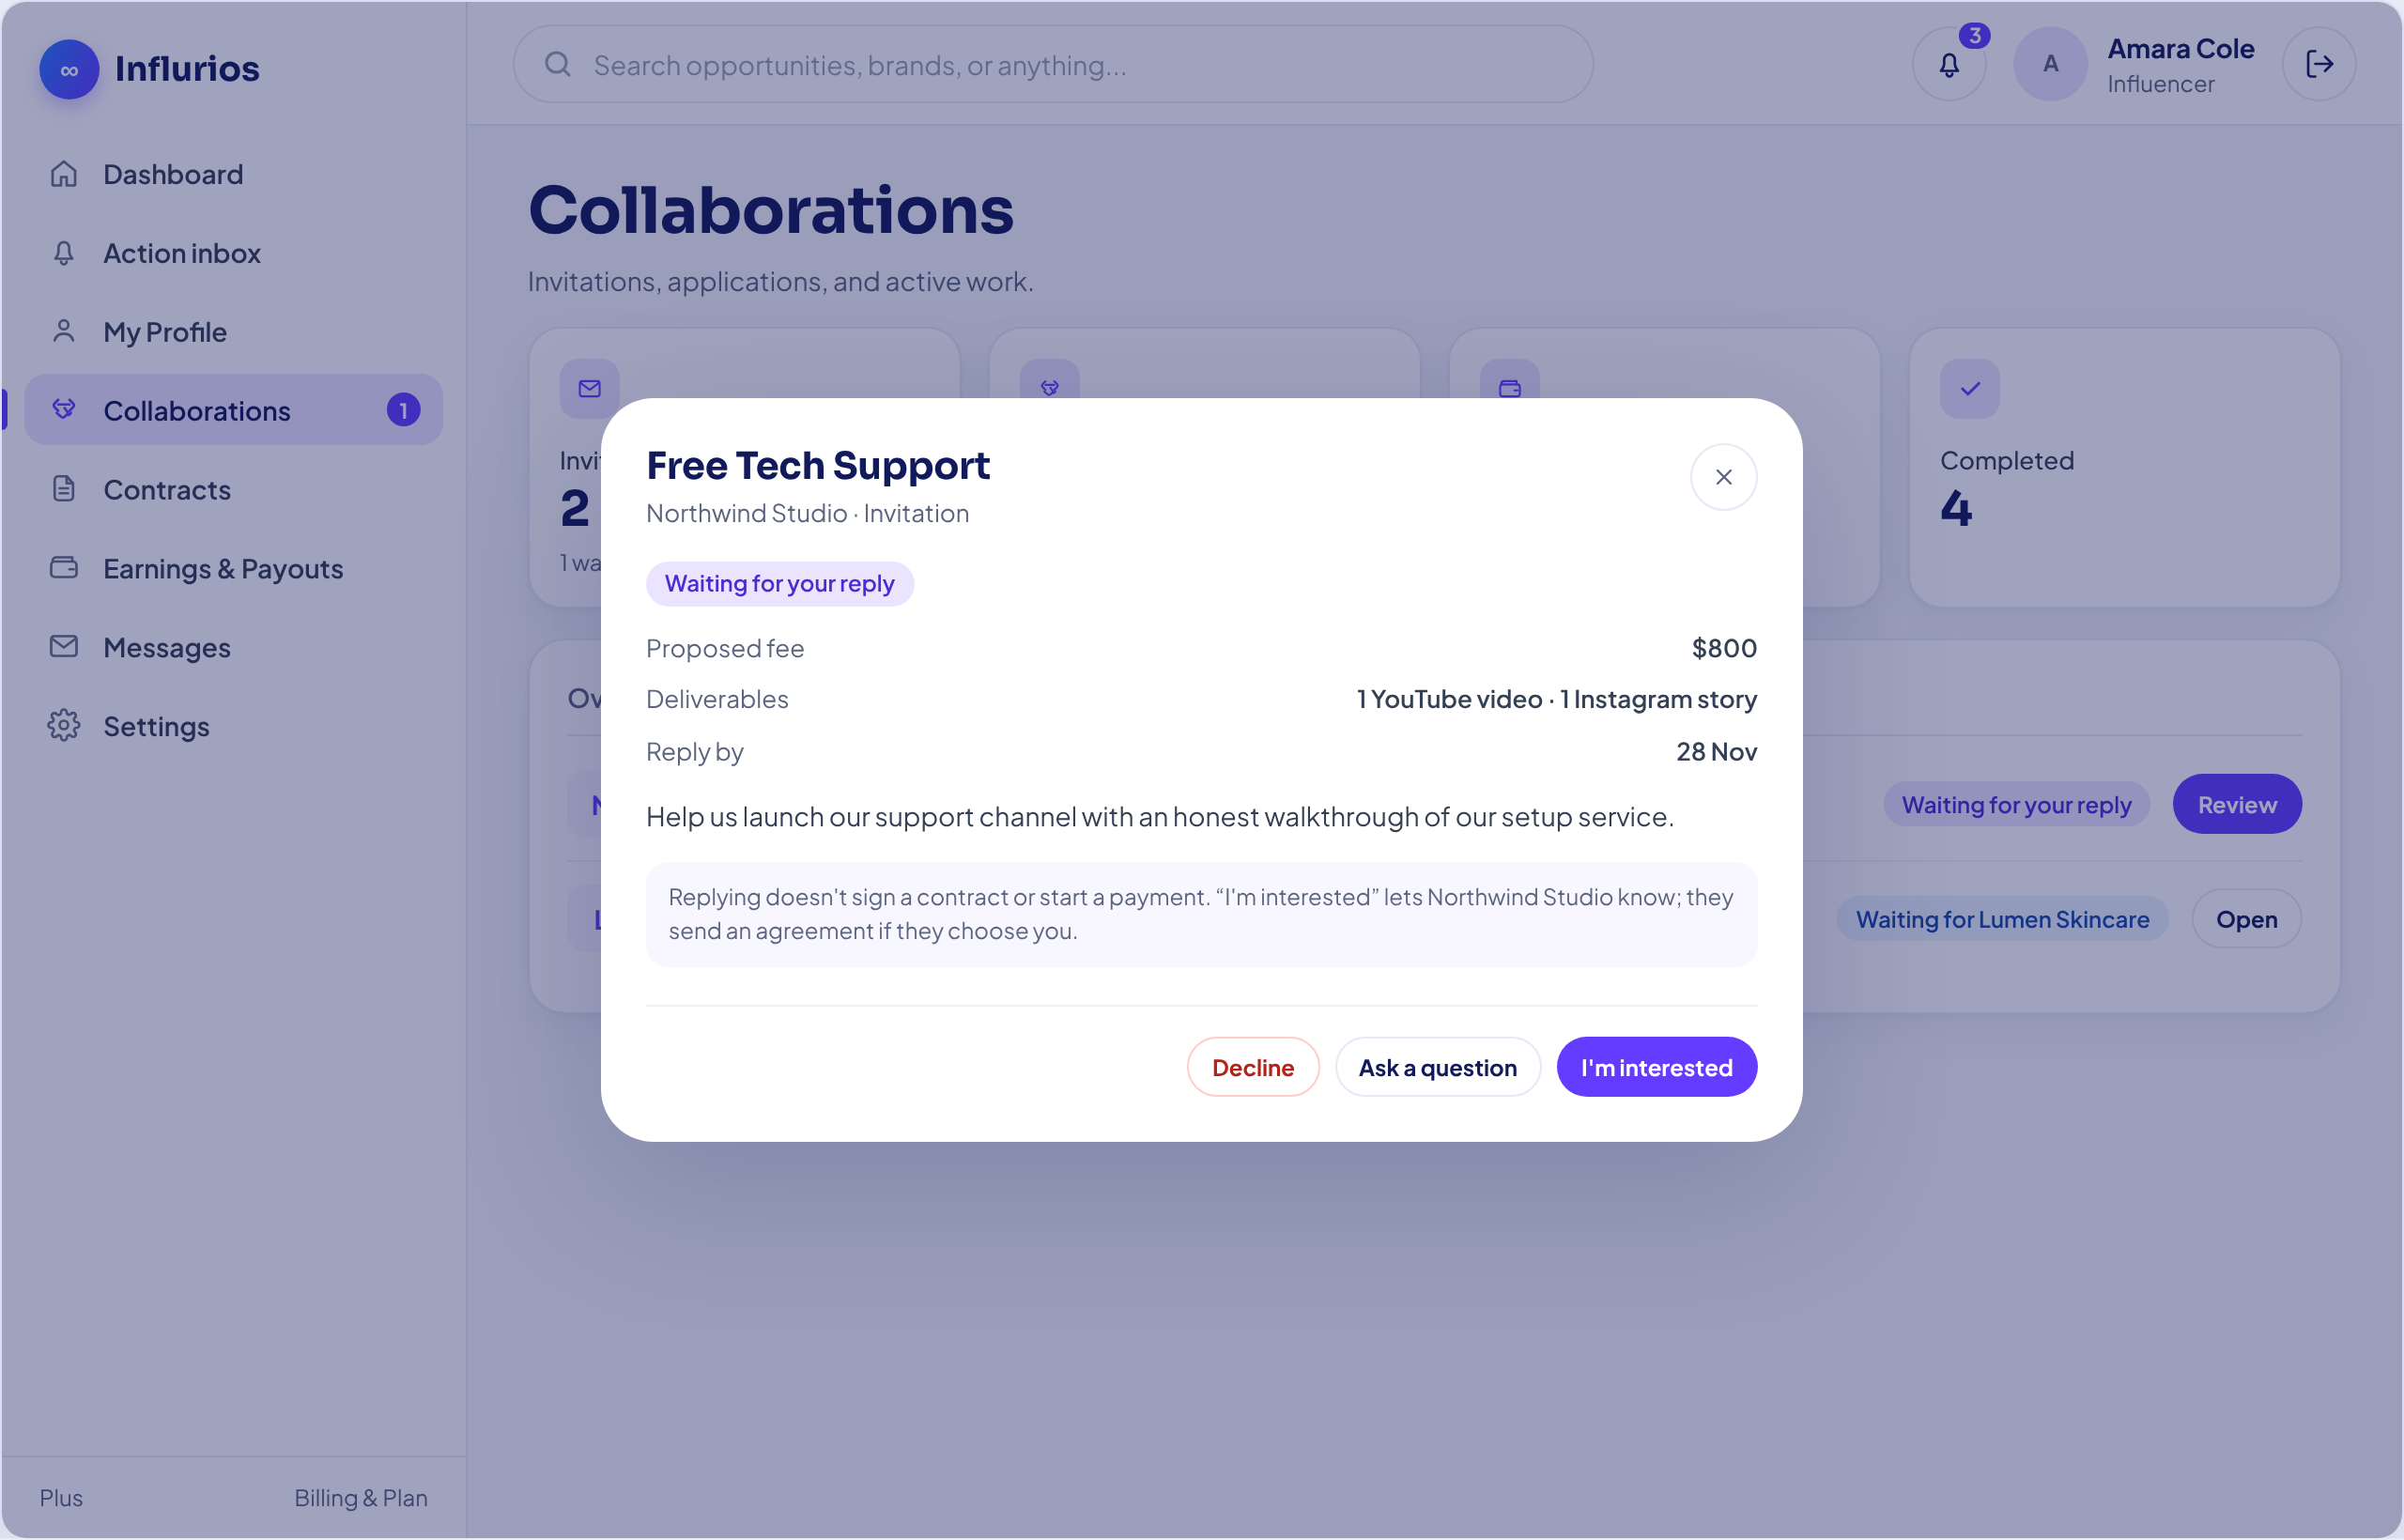 ∞ Influrios
Search opportunities, brands, or anything...
3
A
Amara Cole
Influencer
Dashboard
Action inbox
My Profile
Collaborations 1
Contracts
Earnings & Payouts
Messages
Settings
Plus
Billing & Plan
Collaborations
Invitations, applications, and active work.
2
Completed
4
Waiting for your reply Review
Waiting for Lumen Skincare Open
Free Tech Support
Northwind Studio · Invitation
Waiting for your reply
Proposed fee $800
Deliverables 1 YouTube video · 1 Instagram story
Reply by 28 Nov
Help us launch our support channel with an honest walkthrough of our setup service.
Replying doesn't sign a contract or start a payment. “I'm interested” lets Northwind Studio know; they
send an agreement if they choose you.
Decline Ask a question I'm interested